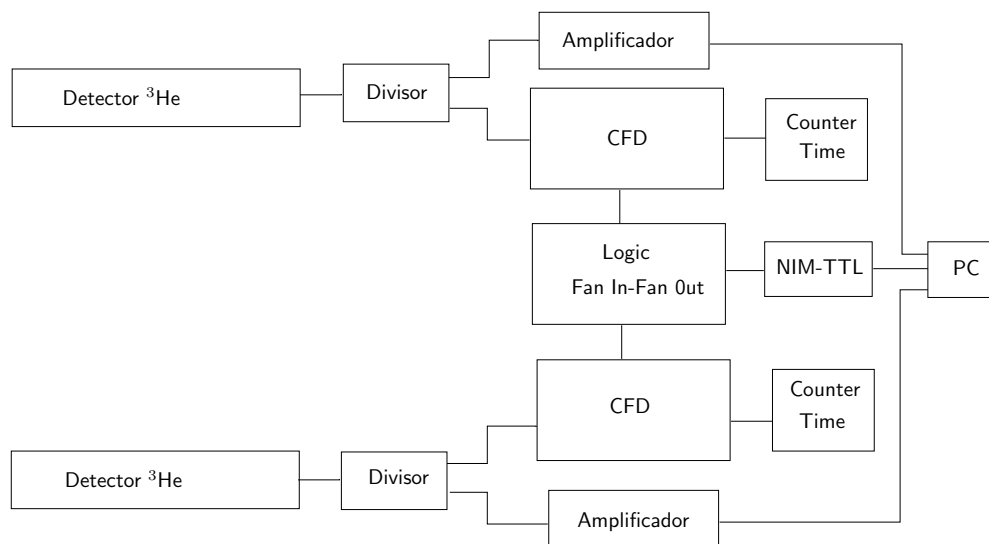 Amplificador
Detector ³He
Divisor
CFD
Counter
Time
Logic
Fan In-Fan 0ut
NIM-TTL
PC
CFD
Counter
Time
Detector ³He
Divisor
Amplificador